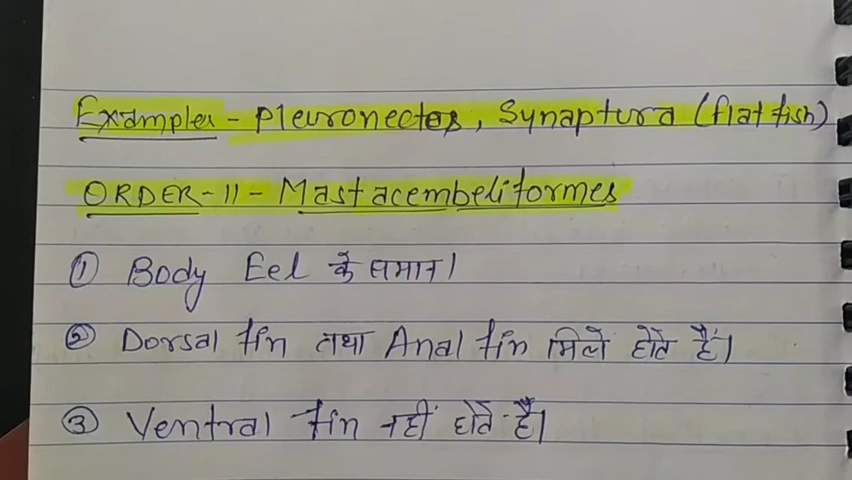 Examples - Pleuronectes, Synaptura (flat fish)
ORDER-11- Mastacembeliformes
① Body Eel के समान।
② Dorsal fin तथा Anal fin मिले होते हैं।
③ Ventral fin नहीं होते हैं।